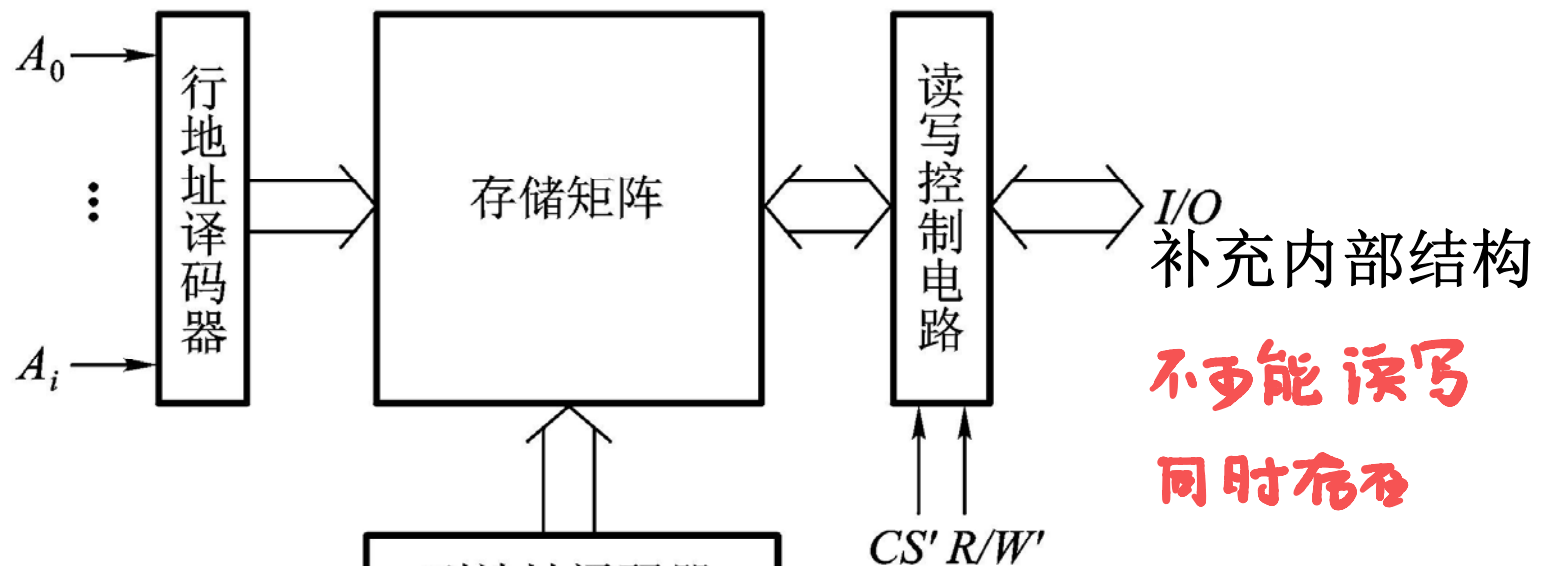 A₀
行地址译码器
存储矩阵
读写控制电路
I/O
补充内部结构
Aᵢ
不可能 读写
同时存在
CS' R/W'